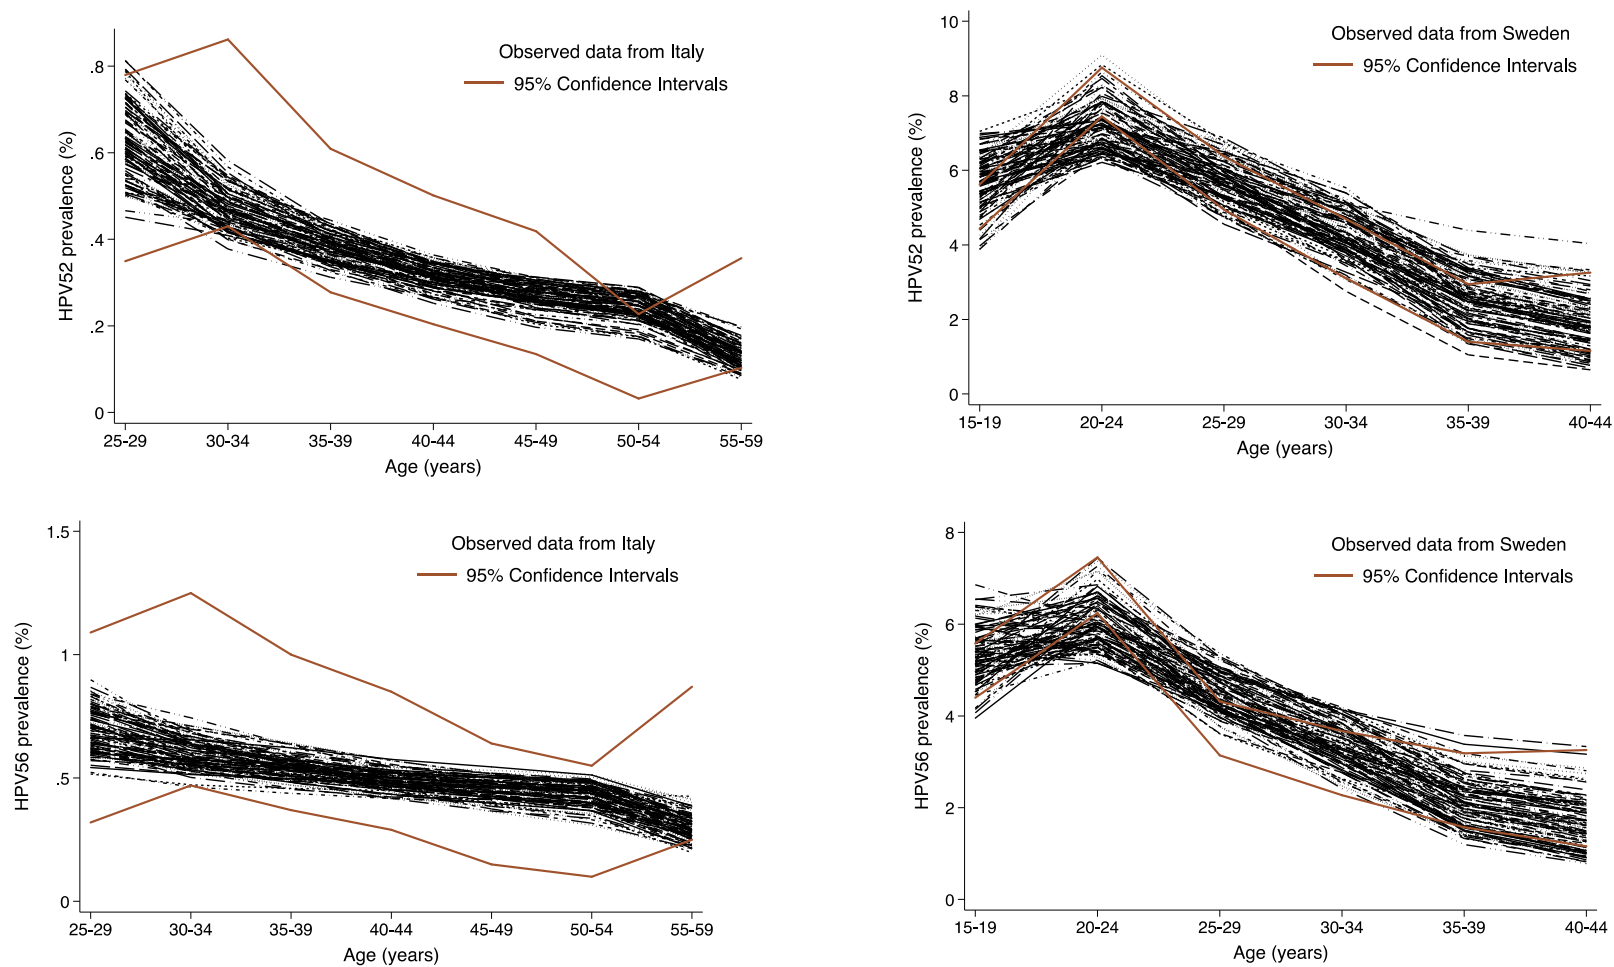 Observed data from Italy
95% Confidence Intervals
HPV52 prevalence (%)
.8
.6
.4
.2
0
25-29 30-34 35-39 40-44 45-49 50-54 55-59
Age (years)
Observed data from Sweden
95% Confidence Intervals
HPV52 prevalence (%)
10
8
6
4
2
0
15-19 20-24 25-29 30-34 35-39 40-44
Age (years)
Observed data from Italy
95% Confidence Intervals
HPV56 prevalence (%)
1.5
1
.5
0
25-29 30-34 35-39 40-44 45-49 50-54 55-59
Age (years)
Observed data from Sweden
95% Confidence Intervals
HPV56 prevalence (%)
8
6
4
2
0
15-19 20-24 25-29 30-34 35-39 40-44
Age (years)